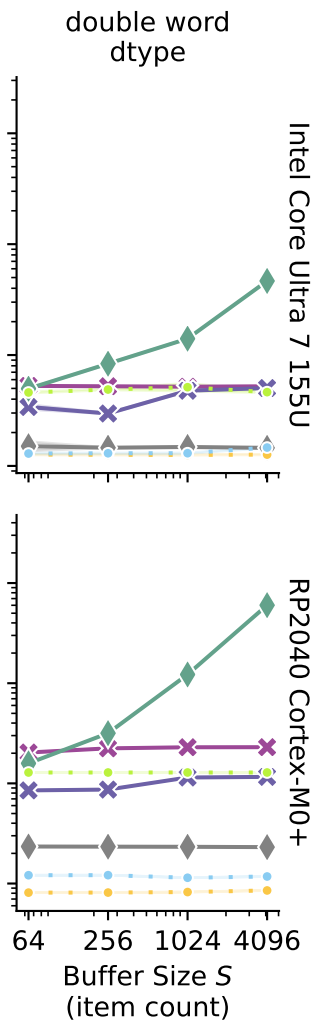 double word
dtype
Intel Core Ultra 7 155U
RP2040 Cortex-M0+
64 256 1024 4096
Buffer Size S
(item count)